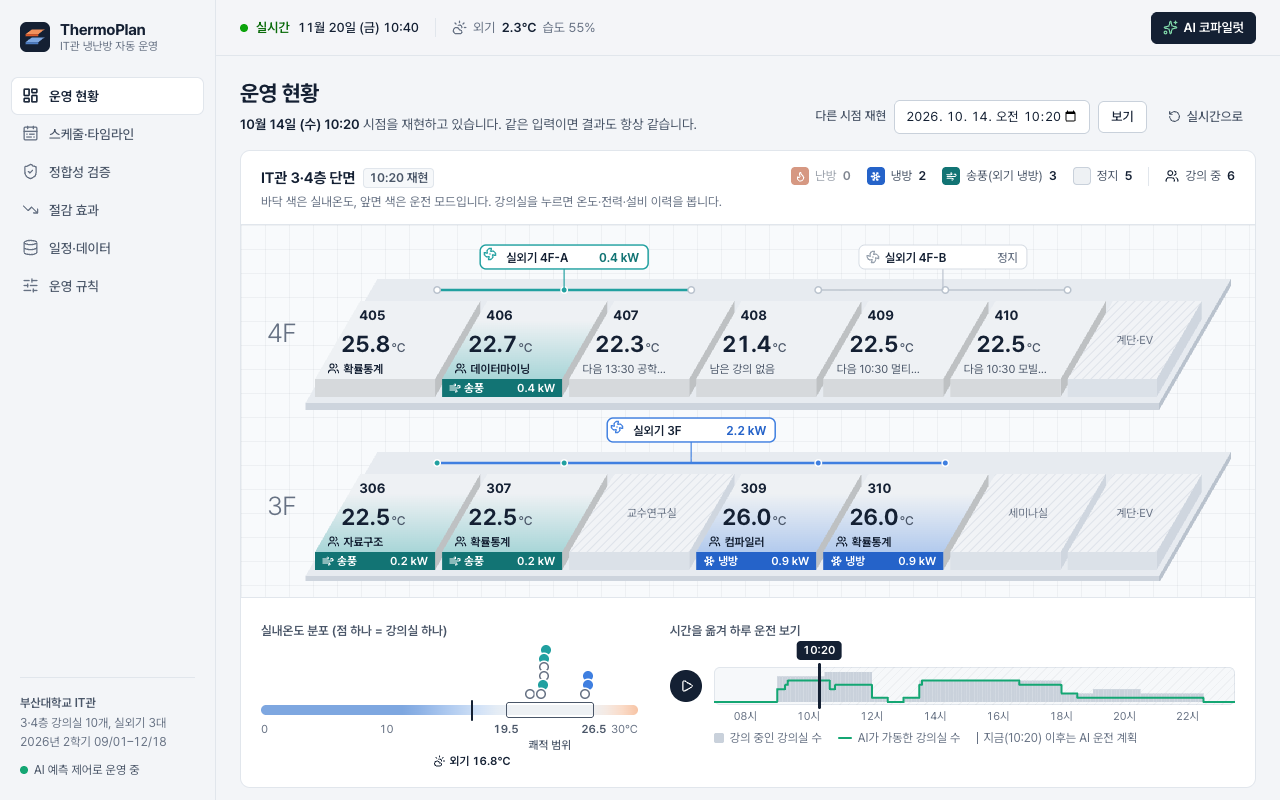 ThermoPlan
IT관 냉난방 자동 운영
운영 현황
스케줄·타임라인
정합성 검증
절감 효과
일정·데이터
운영 규칙
부산대학교 IT관
3·4층 강의실 10개, 실외기 3대
2026년 2학기 09/01–12/18
AI 예측 제어로 운영 중
실시간 11월 20일 (금) 10:40 외기 2.3°C 습도 55%
AI 코파일럿
운영 현황
10월 14일 (수) 10:20 시점을 재현하고 있습니다. 같은 입력이면 결과도 항상 같습니다.
다른 시점 재현 2026. 10. 14. 오전 10:20 보기 실시간으로
IT관 3·4층 단면 10:20 재현
난방 0 냉방 2 송풍(외기 냉방) 3 정지 5 강의 중 6
바닥 색은 실내온도, 앞면 색은 운전 모드입니다. 강의실을 누르면 온도·전력·설비 이력을 봅니다.
실외기 4F-A 0.4 kW 실외기 4F-B 정지
4F
405 406 407 408 409 410
25.8°C 22.7°C 22.3°C 21.4°C 22.5°C 22.5°C 계단·EV
확률통계 데이터마이닝 다음 13:30 공학... 남은 강의 없음 다음 10:30 멀티... 다음 10:30 모빌...
송풍 0.4 kW
실외기 3F 2.2 kW
3F
306 307 309 310
22.5°C 22.5°C 교수연구실 26.0°C 26.0°C 세미나실 계단·EV
자료구조 확률통계 컴파일러 확률통계
송풍 0.2 kW 송풍 0.2 kW 냉방 0.9 kW 냉방 0.9 kW
실내온도 분포 (점 하나 = 강의실 하나)
0 10 19.5 26.5 30°C
쾌적 범위
외기 16.8°C
시간을 옮겨 하루 운전 보기
10:20
08시 10시 12시 14시 16시 18시 20시 22시
강의 중인 강의실 수 AI가 가동한 강의실 수 지금(10:20) 이후는 AI 운전 계획